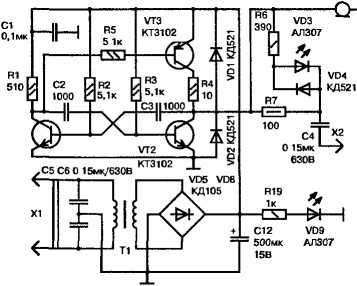 C1
0,1мк
R5
5,1к
VT3
КТ3102
R6
390
VD3
АЛ307
VD1 КД521
VD4
КД521
R1
510
C2
1000
R2
5,1к
R3
5,1к
C3
1000
R4
10
R7
100
C4
0 15мк
630В
X2
VT2
КТ3102
VD2 КД521
C5 C6 0 15мк/630В
VD5
КД105
VD8
R19
1к
X1
T1
+
C12
500мк
15В
VD9
АЛ307